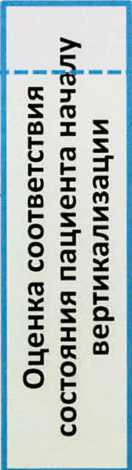 Оценка соответствия
состояния пациента началу
вертикализации